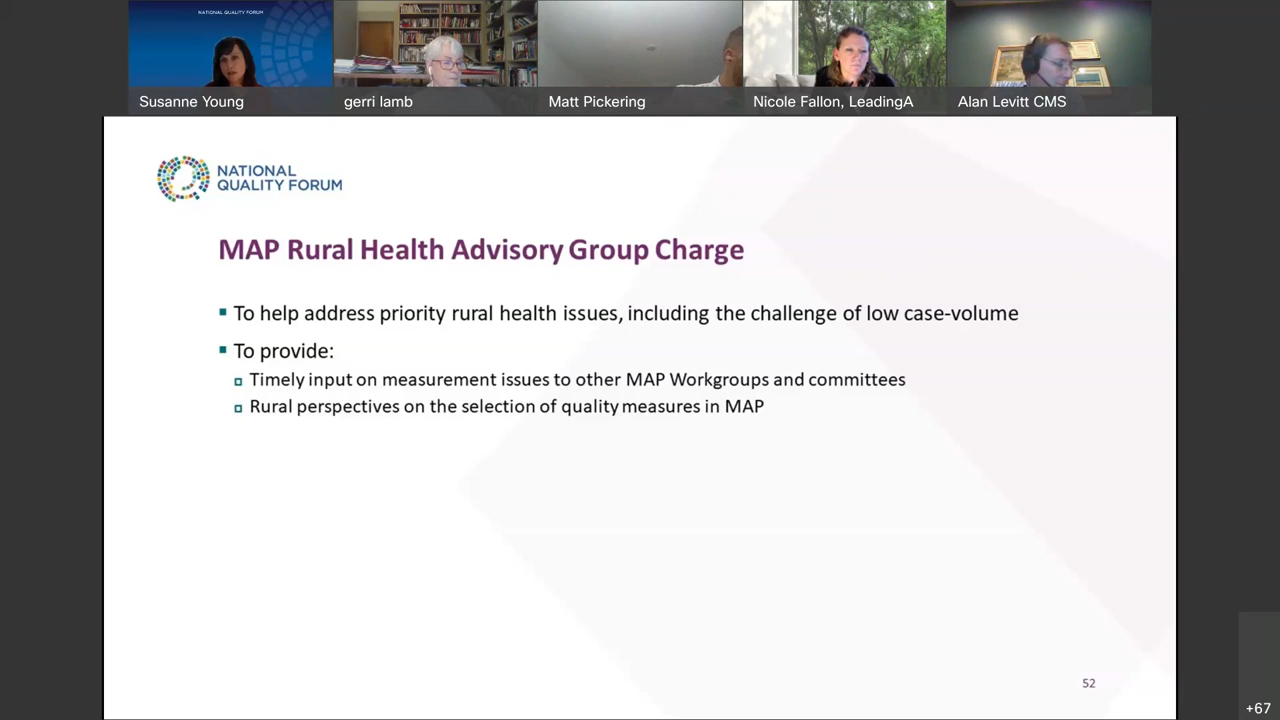 NATIONAL QUALITY FORUM
Susanne Young
gerri lamb
Matt Pickering
Nicole Fallon, LeadingA
Alan Levitt CMS
NATIONAL
QUALITY FORUM
MAP Rural Health Advisory Group Charge
To help address priority rural health issues, including the challenge of low case-volume
To provide:
Timely input on measurement issues to other MAP Workgroups and committees
Rural perspectives on the selection of quality measures in MAP
52
+67